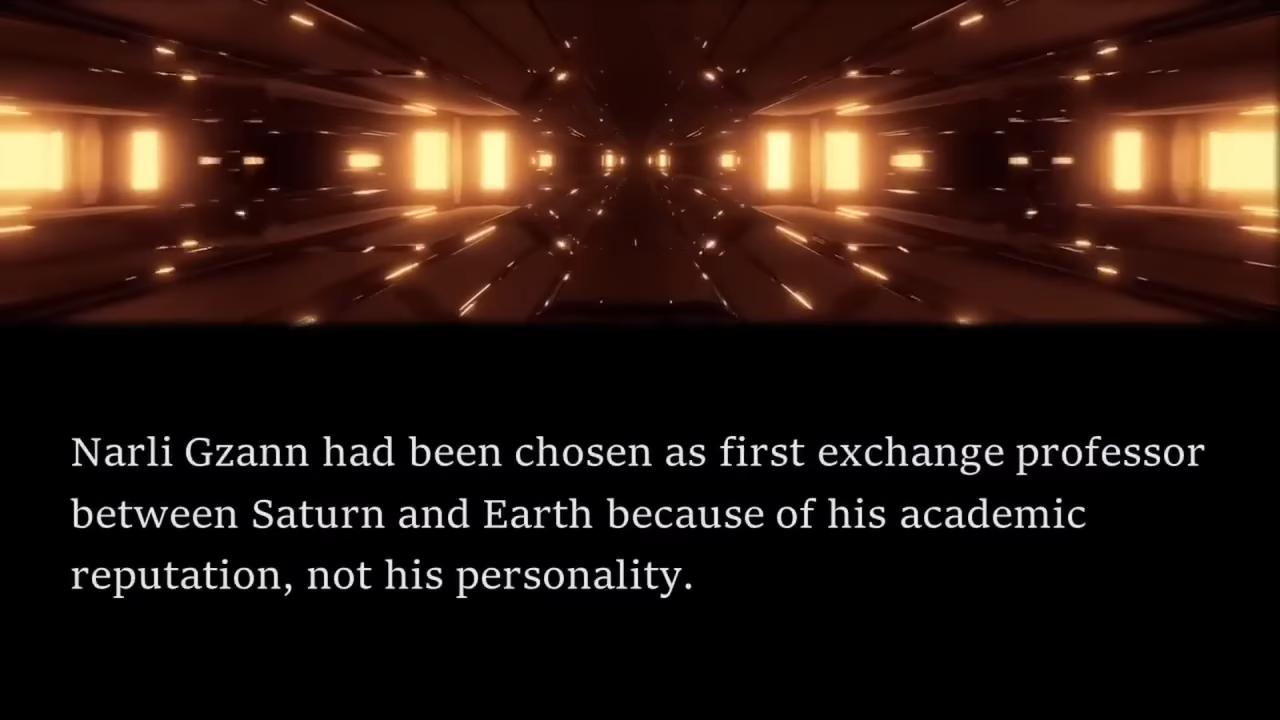 Narli Gzann had been chosen as first exchange professor
between Saturn and Earth because of his academic
reputation, not his personality.